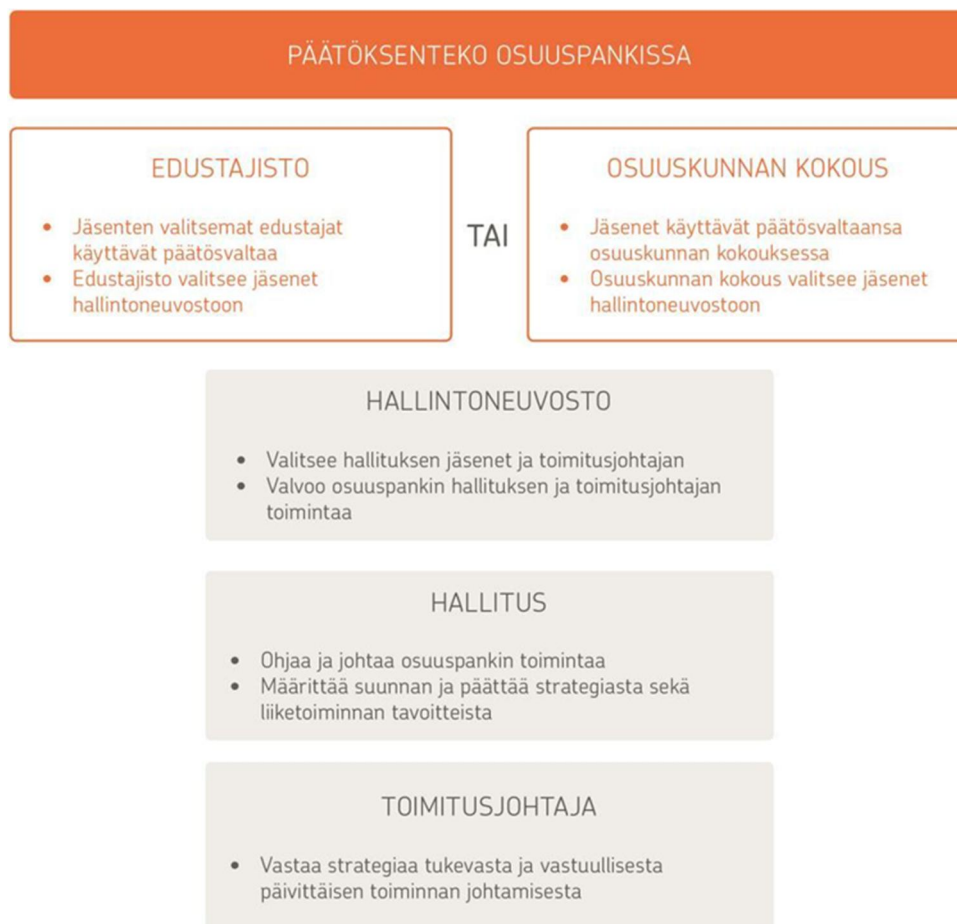 PÄÄTÖKSENTEKO OSUUSPANKISSA
EDUSTAJISTO
• Jäsenten valitsemat edustajat
käyttävät päätösvaltaa
• Edustajisto valitsee jäsenet
hallintoneuvostoon
TAI
OSUUSKUNNAN KOKOUS
• Jäsenet käyttävät päätösvaltaansa
osuuskunnan kokouksessa
• Osuuskunnan kokous valitsee jäsenet
hallintoneuvostoon
HALLINTONEUVOSTO
• Valitsee hallituksen jäsenet ja toimitusjohtajan
• Valvoo osuuspankin hallituksen ja toimitusjohtajan
toimintaa
HALLITUS
• Ohjaa ja johtaa osuuspankin toimintaa
• Määrittää suunnan ja päättää strategiasta sekä
liiketoiminnan tavoitteista
TOIMITUSJOHTAJA
• Vastaa strategiaa tukevasta ja vastuullisesta
päivittäisen toiminnan johtamisesta